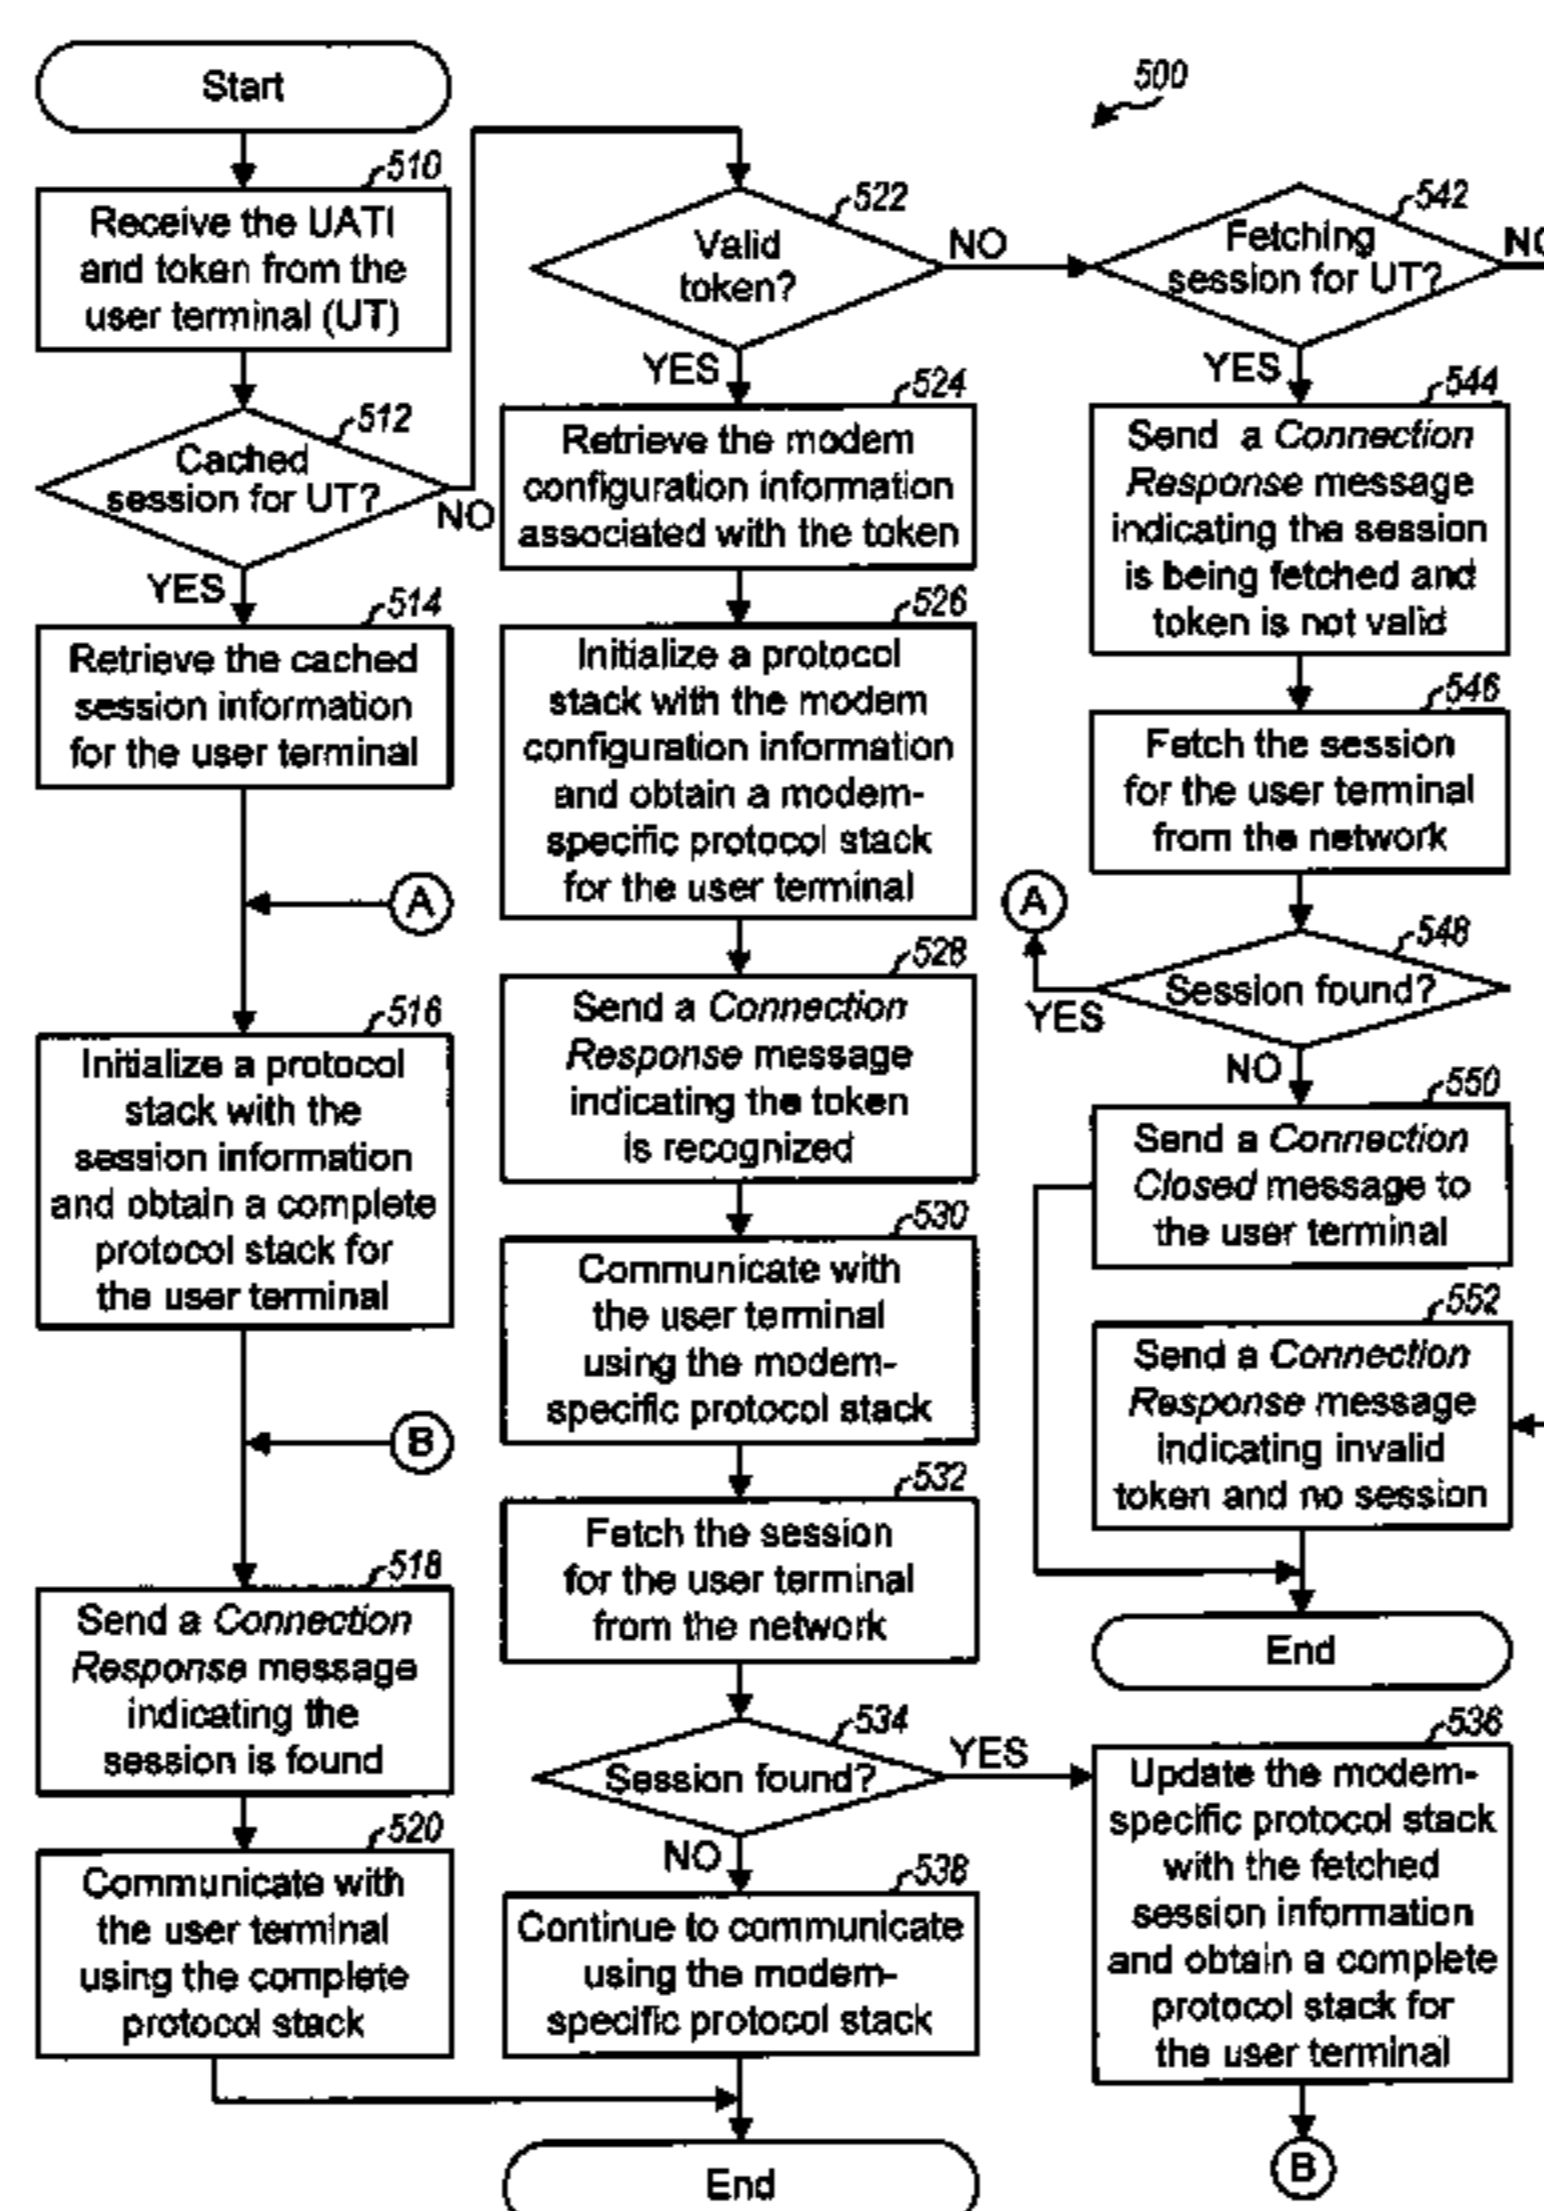 Start
500
510
Receive the UATI
and token from the
user terminal (UT)
512
Cached
session for UT?
NO
YES
514
Retrieve the cached
session information
for the user terminal
A
516
Initialize a protocol
stack with the
session information
and obtain a complete
protocol stack for
the user terminal
B
518
Send a Connection
Response message
indicating the
session is found
520
Communicate with
the user terminal
using the complete
protocol stack
522
Valid
token?
NO
YES
524
Retrieve the modem
configuration information
associated with the token
526
Initialize a protocol
stack with the modem
configuration information
and obtain a modem-
specific protocol stack
for the user terminal
528
Send a Connection
Response message
indicating the token
is recognized
530
Communicate with
the user terminal
using the modem-
specific protocol stack
532
Fetch the session
for the user terminal
from the network
534
Session found?
YES
NO
538
Continue to communicate
using the modem-
specific protocol stack
End
542
Fetching
session for UT?
NO
YES
544
Send a Connection
Response message
indicating the session
is being fetched and
token is not valid
546
Fetch the session
for the user terminal
from the network
A
548
Session found?
YES
NO
550
Send a Connection
Closed message to
the user terminal
552
Send a Connection
Response message
indicating invalid
token and no session
End
536
Update the modem-
specific protocol stack
with the fetched
session information
and obtain a complete
protocol stack for
the user terminal
B